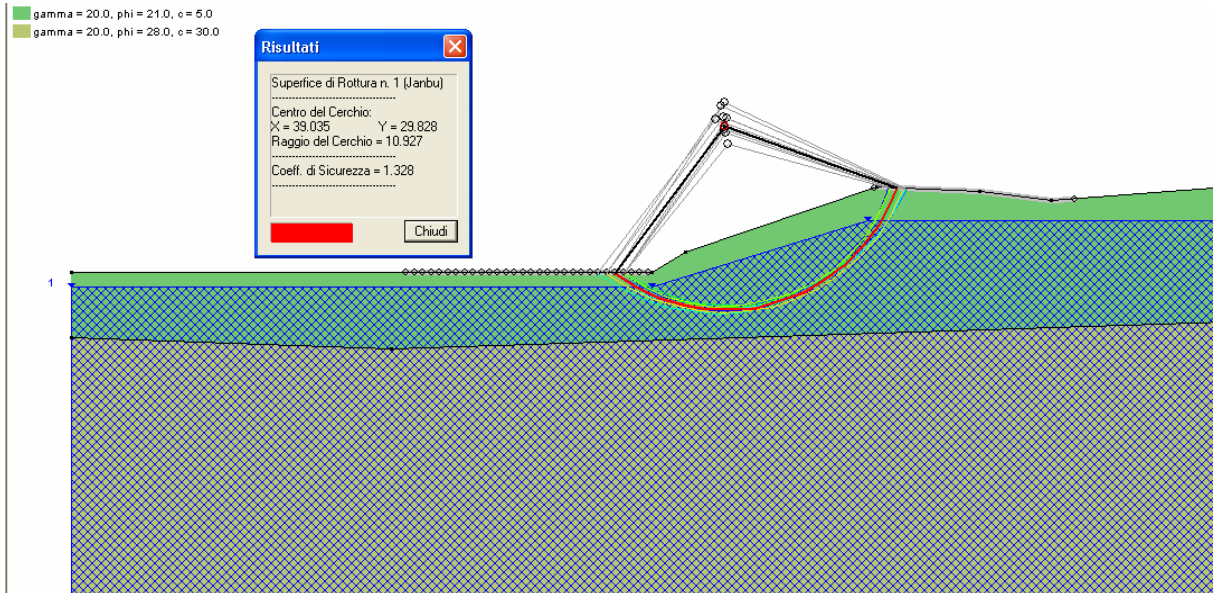 gamma = 20.0, phi = 21.0, c = 5.0
gamma = 20.0, phi = 28.0, c = 30.0
Risultati
Superfice di Rottura n. 1 (Janbu)
------------------------------------
Centro del Cerchio:
X = 39.035 Y = 29.828
Raggio del Cerchio = 10.927
------------------------------------
Coeff. di Sicurezza = 1.328
------------------------------------
Chiudi
1